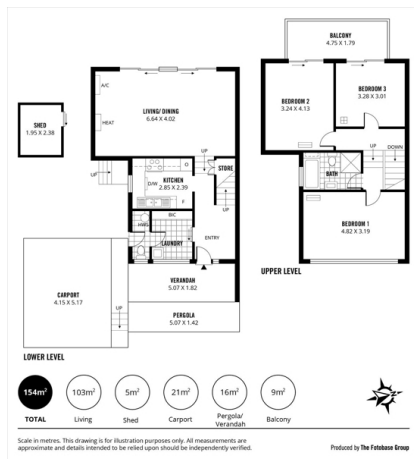 BALCONY
4.75 X 1.79
A/C
LIVING/ DINING
6.64 X 4.02
HEAT
BEDROOM 2
3.24 X 4.13
BEDROOM 3
3.28 X 3.01
SHED
1.95 X 2.38
UP
STORE
UP
DOWN
O
KITCHEN
2.85 X 2.39
D/W
F
UP
UP
BATH
BIC
HWS
LAUNDRY
ENTRY
BEDROOM 1
4.82 X 3.19
VERANDAH
5.07 X 1.82
UPPER LEVEL
CARPORT
4.15 X 5.17
UP
PERGOLA
5.07 X 1.42
LOWER LEVEL
154m²
103m²
5m²
21m²
16m²
9m²
TOTAL
Living
Shed
Carport
Pergola/
Verandah
Balcony
Scale in metres. This drawing is for illustration purposes only. All measurements are
approximate and details intended to be relied upon should be independently verified.
Produced by The Fotobase Group